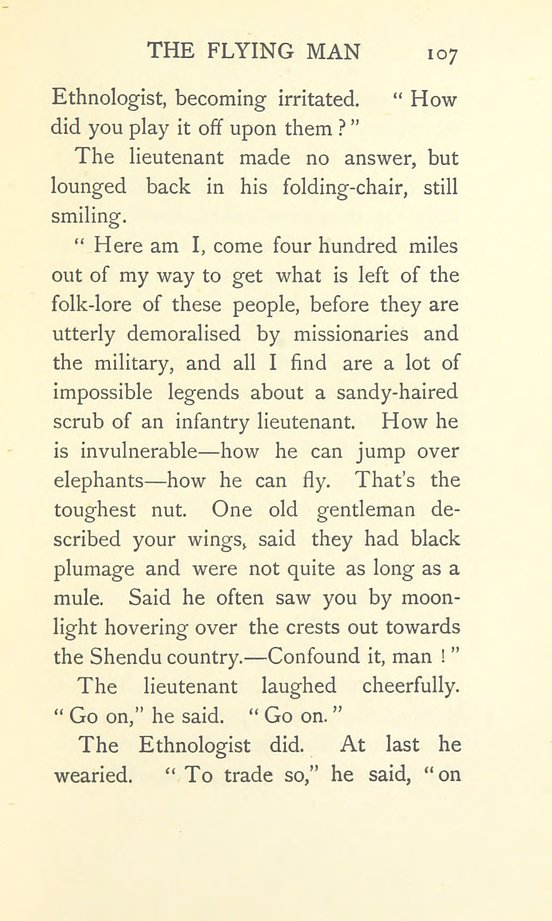 THE FLYING MAN 107
Ethnologist, becoming irritated. “ How
did you play it off upon them ? ”
The lieutenant made no answer, but
lounged back in his folding-chair, still
smiling.
“ Here am I, come four hundred miles
out of my way to get what is left of the
folk-lore of these people, before they are
utterly demoralised by missionaries and
the military, and all I find are a lot of
impossible legends about a sandy-haired
scrub of an infantry lieutenant. How he
is invulnerable—how he can jump over
elephants—how he can fly. That’s the
toughest nut. One old gentleman de-
scribed your wings, said they had black
plumage and were not quite as long as a
mule. Said he often saw you by moon-
light hovering over the crests out towards
the Shendu country.—Confound it, man ! ”
The lieutenant laughed cheerfully.
“ Go on,” he said. “ Go on. ”
The Ethnologist did. At last he
wearied. “ To trade so,” he said, “ on